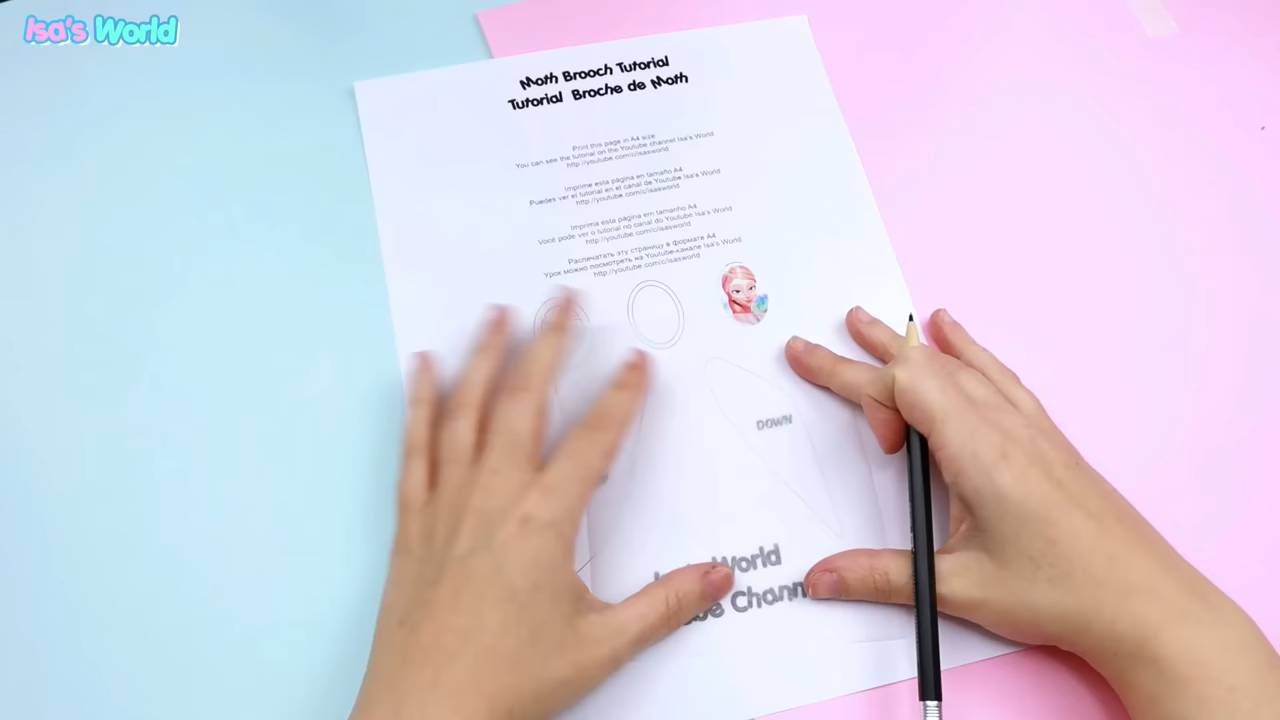 Isa's World
Moth Brooch Tutorial
Tutorial Broche de Moth
Print this page in A4 size
You can see the tutorial on the Youtube channel Isa's World
http://youtube.com/c/isasworld
Imprime esta página en tamaño A4
Puedes ver el tutorial en el canal de Youtube Isa's World
http://youtube.com/c/isasworld
Imprima esta página em tamanho A4
Você pode ver o tutorial no canal do Youtube Isa's World
http://youtube.com/c/isasworld
Распечатать эту страницу в формате A4
Урок можно посмотреть на Youtube-канале Isa's World
http://youtube.com/c/isasworld
DOWN
World